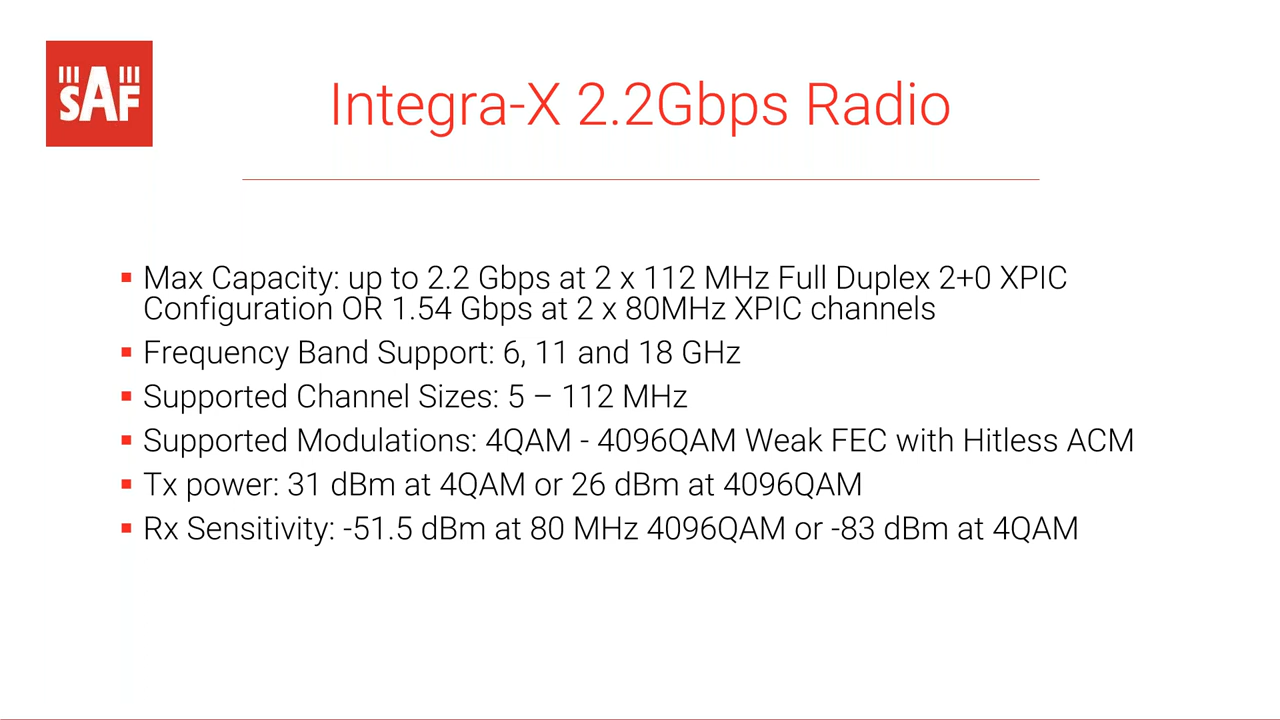 SAF
Integra-X 2.2Gbps Radio
▪ Max Capacity: up to 2.2 Gbps at 2 x 112 MHz Full Duplex 2+0 XPIC
Configuration OR 1.54 Gbps at 2 x 80MHz XPIC channels
▪ Frequency Band Support: 6, 11 and 18 GHz
▪ Supported Channel Sizes: 5 – 112 MHz
▪ Supported Modulations: 4QAM - 4096QAM Weak FEC with Hitless ACM
▪ Tx power: 31 dBm at 4QAM or 26 dBm at 4096QAM
▪ Rx Sensitivity: -51.5 dBm at 80 MHz 4096QAM or -83 dBm at 4QAM